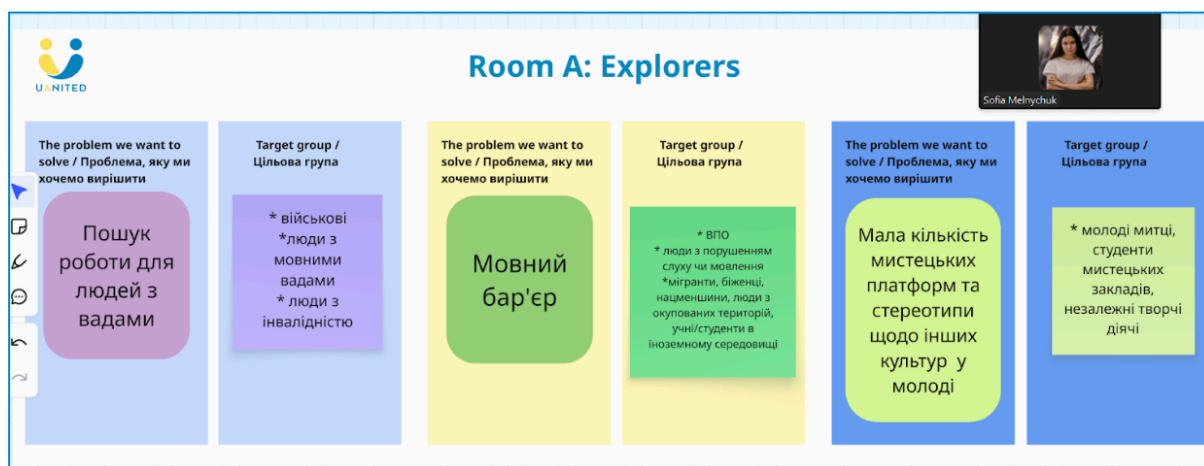 UANITED
Room A: Explorers
Sofia Melnychuk
The problem we want to
solve / Проблема, яку ми
хочемо вирішити
Пошук
роботи для
людей з
вадами
Target group /
Цільова група
* військові
*люди з
мовними
вадами
* люди з
інвалідністю
The problem we want to
solve / Проблема, яку ми
хочемо вирішити
Мовний
бар'єр
Target group /
Цільова група
* ВПО
* люди з порушенням
слуху чи мовлення
*мігранти, біженці,
нацменшини, люди з
окупованих територій,
учні/студенти в
іноземному середовищі
The problem we want to
solve / Проблема, яку ми
хочемо вирішити
Мала кількість
мистецьких
платформ та
стереотипи
щодо інших
культур у
молоді
Target group /
Цільова група
* молоді митці,
студенти
мистецьких
закладів,
незалежні творчі
діячі